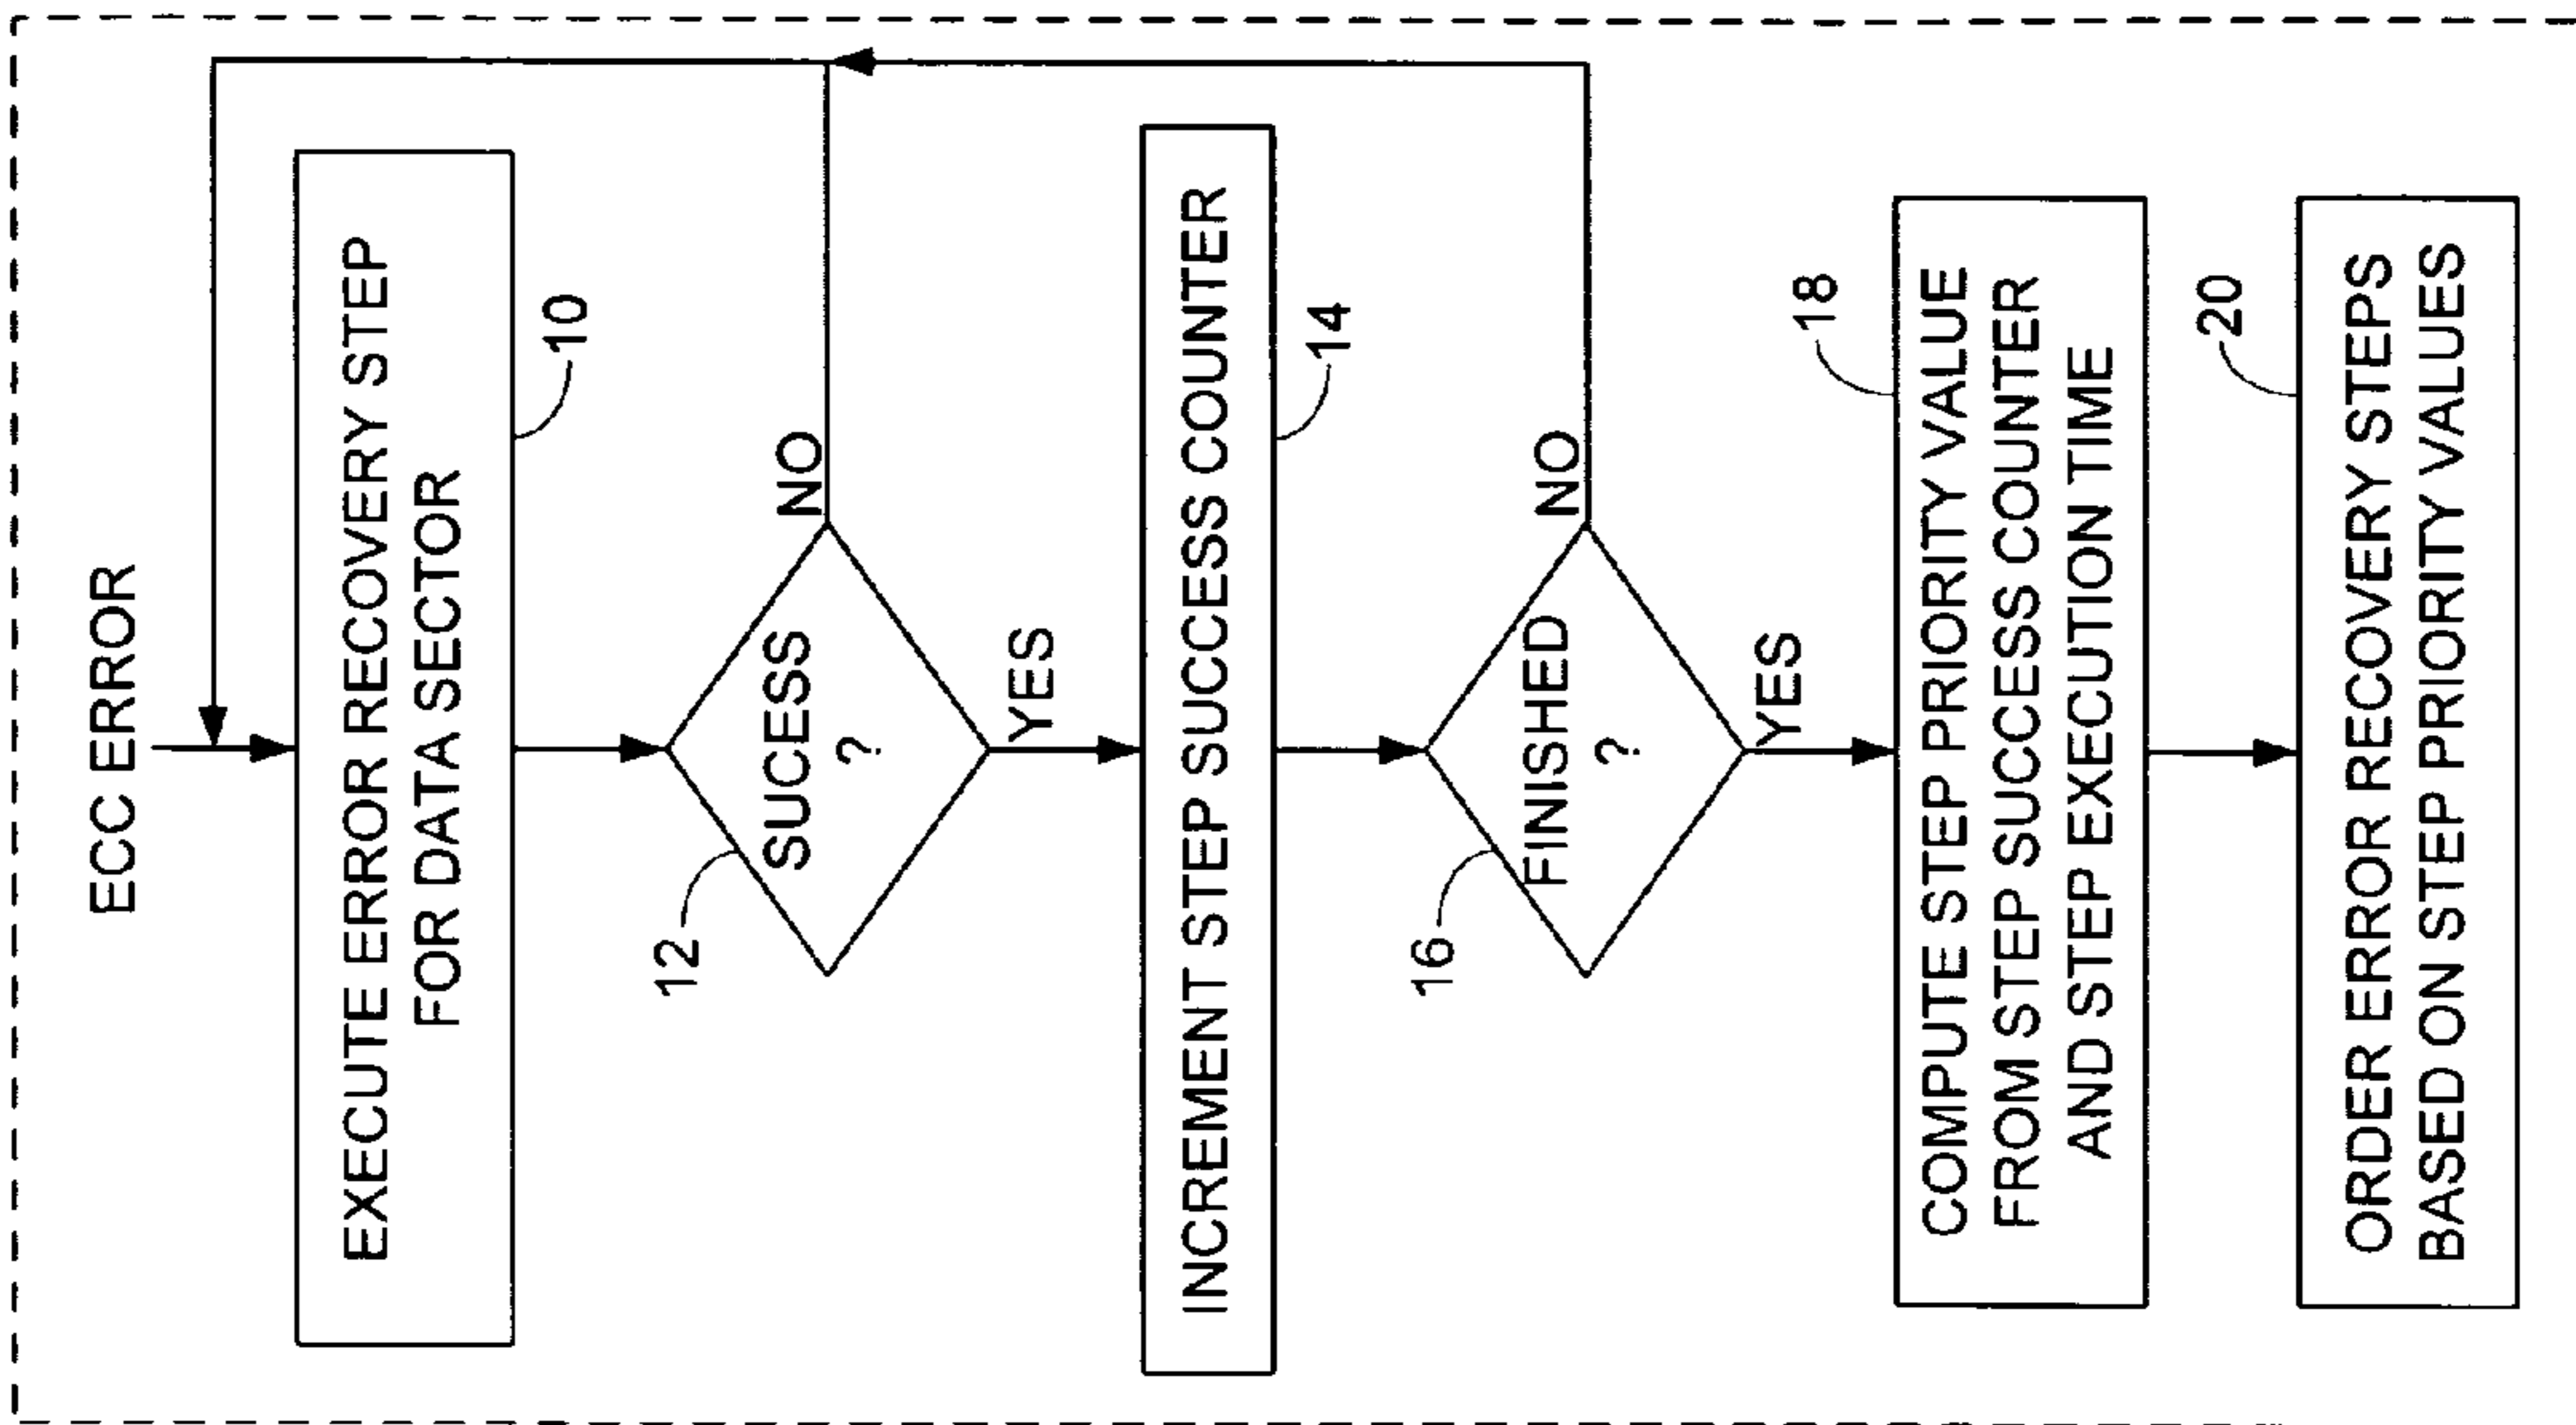 ECC ERROR
EXECUTE ERROR RECOVERY STEP
FOR DATA SECTOR
10
12
SUCESS
?
NO
YES
INCREMENT STEP SUCCESS COUNTER
14
16
FINISHED
?
NO
YES
18
COMPUTE STEP PRIORITY VALUE
FROM STEP SUCCESS COUNTER
AND STEP EXECUTION TIME
20
ORDER ERROR RECOVERY STEPS
BASED ON STEP PRIORITY VALUES